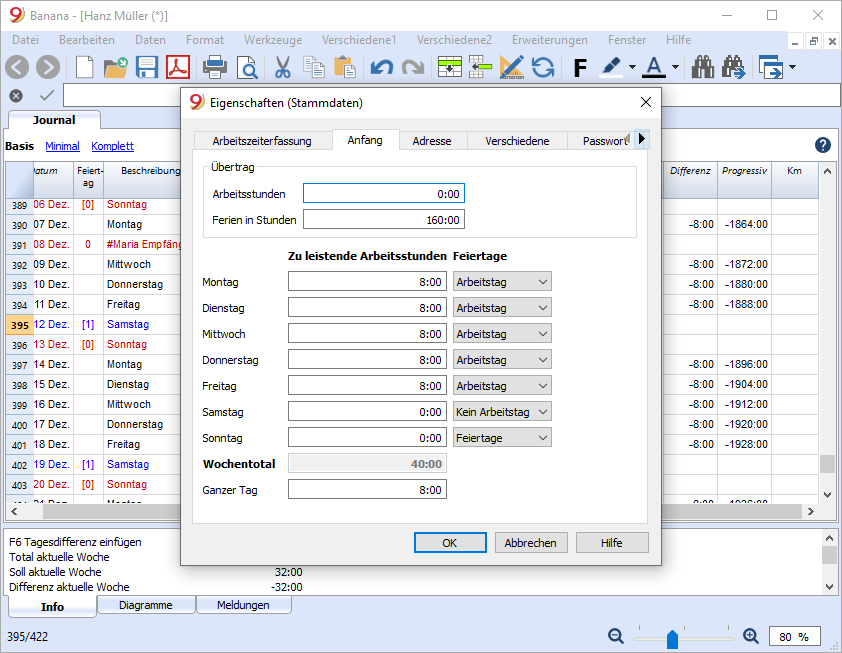 Banana - [Hanz Müller (*)]
Datei Bearbeiten Daten Format Werkzeuge Verschiedene1 Verschiedene2 Erweiterungen Fenster Hilfe
F A
Journal
Basis Minimal Komplett
Feiert-ag Beschreibung Differenz Progressiv Km
389 06 Dez. [0] Sonntag
390 07 Dez. Montag -8:00 -1864:00
391 08 Dez. 0 #Maria Empfäng
392 09 Dez. Mittwoch -8:00 -1872:00
393 10 Dez. Donnerstag -8:00 -1880:00
394 11 Dez. Freitag -8:00 -1888:00
395 12 Dez. [1] Samstag
396 13 Dez. [0] Sonntag
397 14 Dez. Montag -8:00 -1896:00
398 15 Dez. Dienstag -8:00 -1904:00
399 16 Dez. Mittwoch -8:00 -1912:00
400 17 Dez. Donnerstag -8:00 -1920:00
401 18 Dez. Freitag -8:00 -1928:00
402 19 Dez. [1] Samstag
403 20 Dez. [0] Sonntag
Eigenschaften (Stammdaten)
Arbeitszeiterfassung Anfang Adresse Verschiedene Passwort
Übertrag
Arbeitsstunden 0:00
Ferien in Stunden 160:00
Zu leistende Arbeitsstunden Feiertage
Montag 8:00 Arbeitstag
Dienstag 8:00 Arbeitstag
Mittwoch 8:00 Arbeitstag
Donnerstag 8:00 Arbeitstag
Freitag 8:00 Arbeitstag
Samstag 0:00 Kein Arbeitstag
Sonntag 0:00 Feiertage
Wochentotal 40:00
Ganzer Tag 8:00
OK Abbrechen Hilfe
F6 Tagesdifferenz einfügen
Total aktuelle Woche
Soll aktuelle Woche 32:00
Differenz aktuelle Woche -32:00
Info Diagramme Meldungen
395/422 80 %